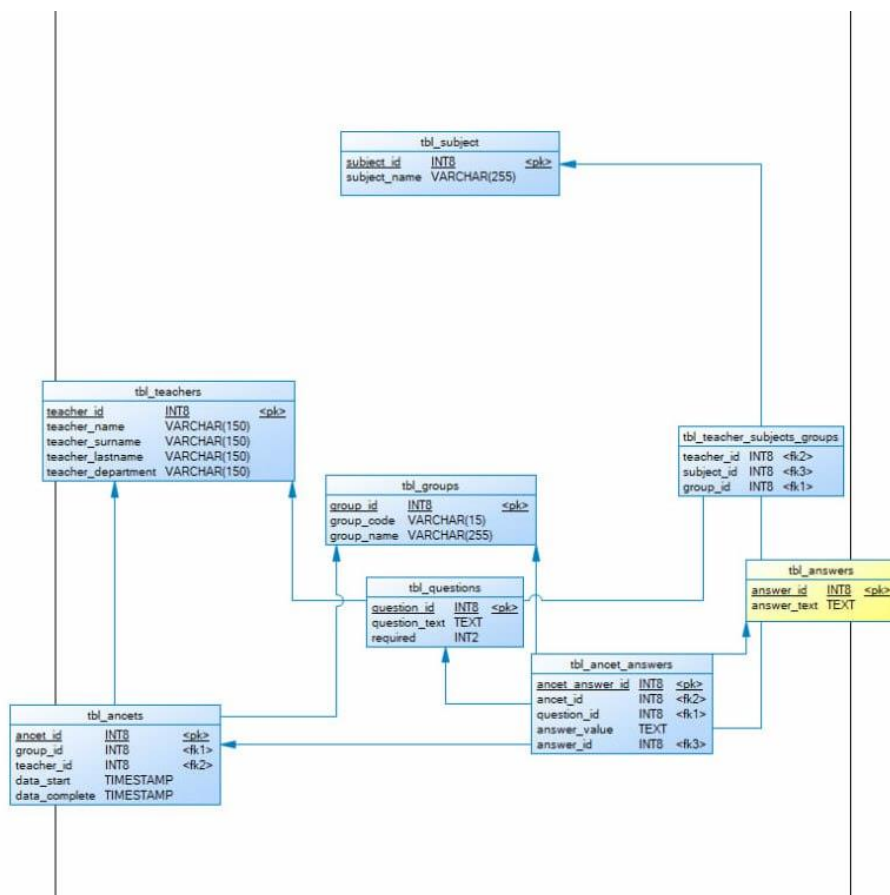 tbl_subject
subject_id INT8 <pk>
subject_name VARCHAR(255)
tbl_teachers
teacher_id INT8 <pk>
teacher_name VARCHAR(150)
teacher_surname VARCHAR(150)
teacher_lastname VARCHAR(150)
teacher_department VARCHAR(150)
tbl_teacher_subjects_groups
teacher_id INT8 <fk2>
subject_id INT8 <fk3>
group_id INT8 <fk1>
tbl_groups
group_id INT8 <pk>
group_code VARCHAR(15)
group_name VARCHAR(255)
tbl_answers
answer_id INT8 <pk>
answer_text TEXT
tbl_questions
question_id INT8 <pk>
question_text TEXT
required INT2
tbl_ancet_answers
ancet_answer_id INT8 <pk>
ancet_id INT8 <fk2>
question_id INT8 <fk1>
answer_value TEXT
answer_id INT8 <fk3>
tbl_ancets
ancet_id INT8 <pk>
group_id INT8 <fk1>
teacher_id INT8 <fk2>
data_start TIMESTAMP
data_complete TIMESTAMP